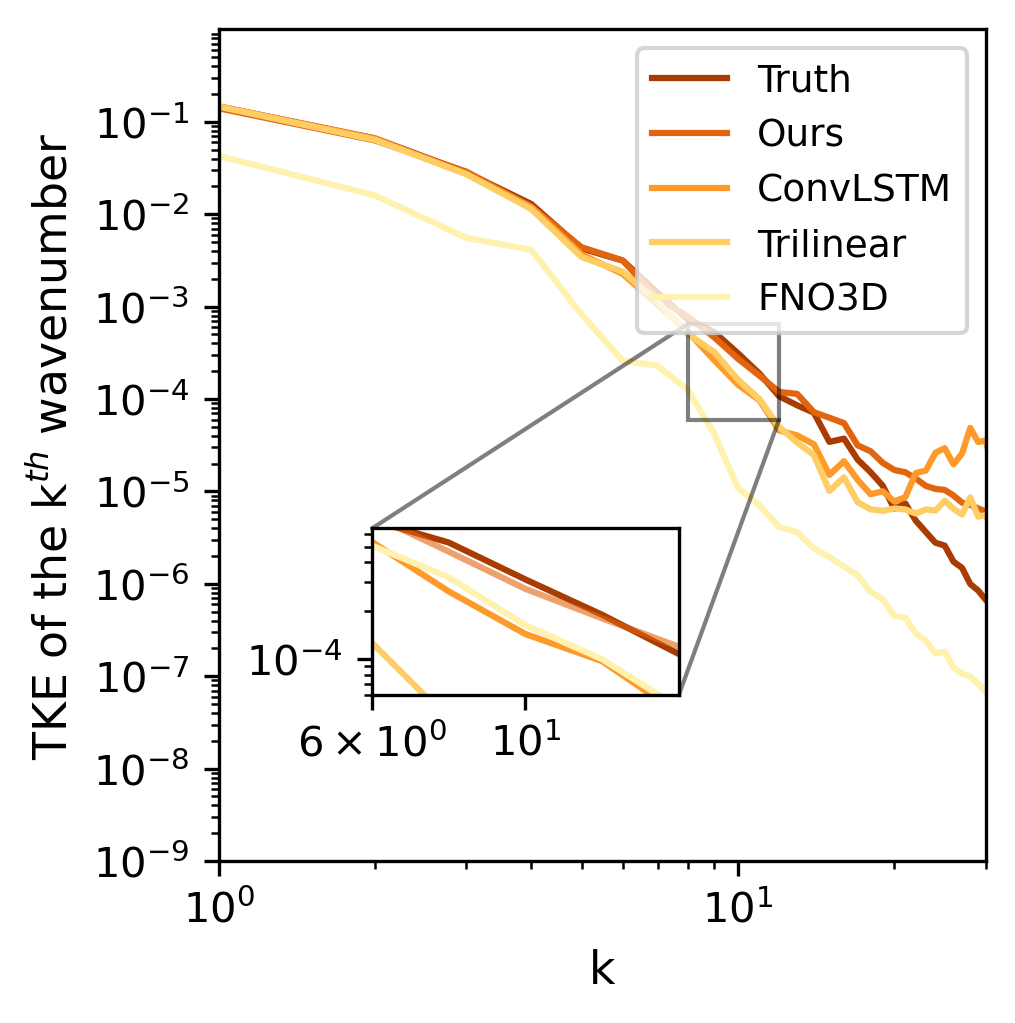 Truth
Ours
ConvLSTM
Trilinear
FNO3D
TKE of the k^th wavenumber
10^-1
10^-2
10^-3
10^-4
10^-5
10^-6
10^-7
10^-8
10^-9
10^-4
6 × 10^0
10^1
10^0
10^1
k